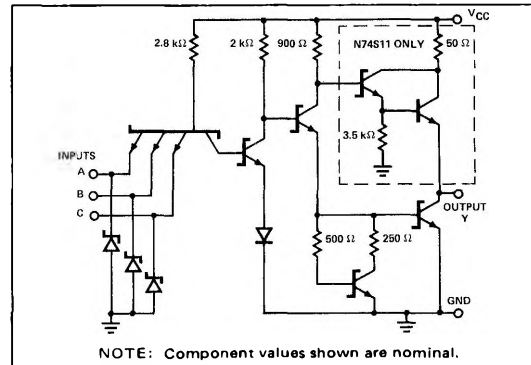 VCC
2.8 kΩ
2 kΩ
900 Ω
N74S11 ONLY
50 Ω
3.5 kΩ
INPUTS
A
B
C
OUTPUT
Y
500 Ω
250 Ω
GND
NOTE: Component values shown are nominal.